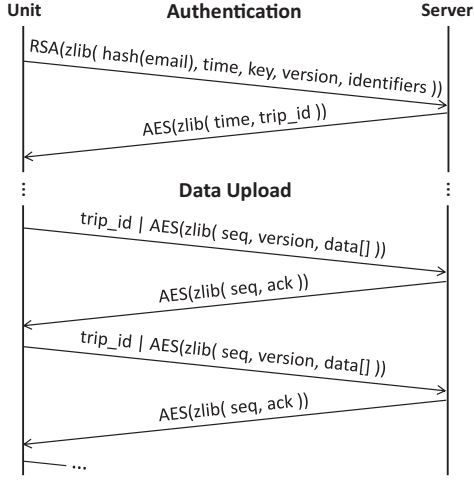 Unit Authentication Server
RSA(zlib( hash(email), time, key, version, identifiers ))
AES(zlib( time, trip_id ))
⋮ Data Upload ⋮
trip_id | AES(zlib( seq, version, data[] ))
AES(zlib( seq, ack ))
trip_id | AES(zlib( seq, version, data[] ))
AES(zlib( seq, ack ))
...